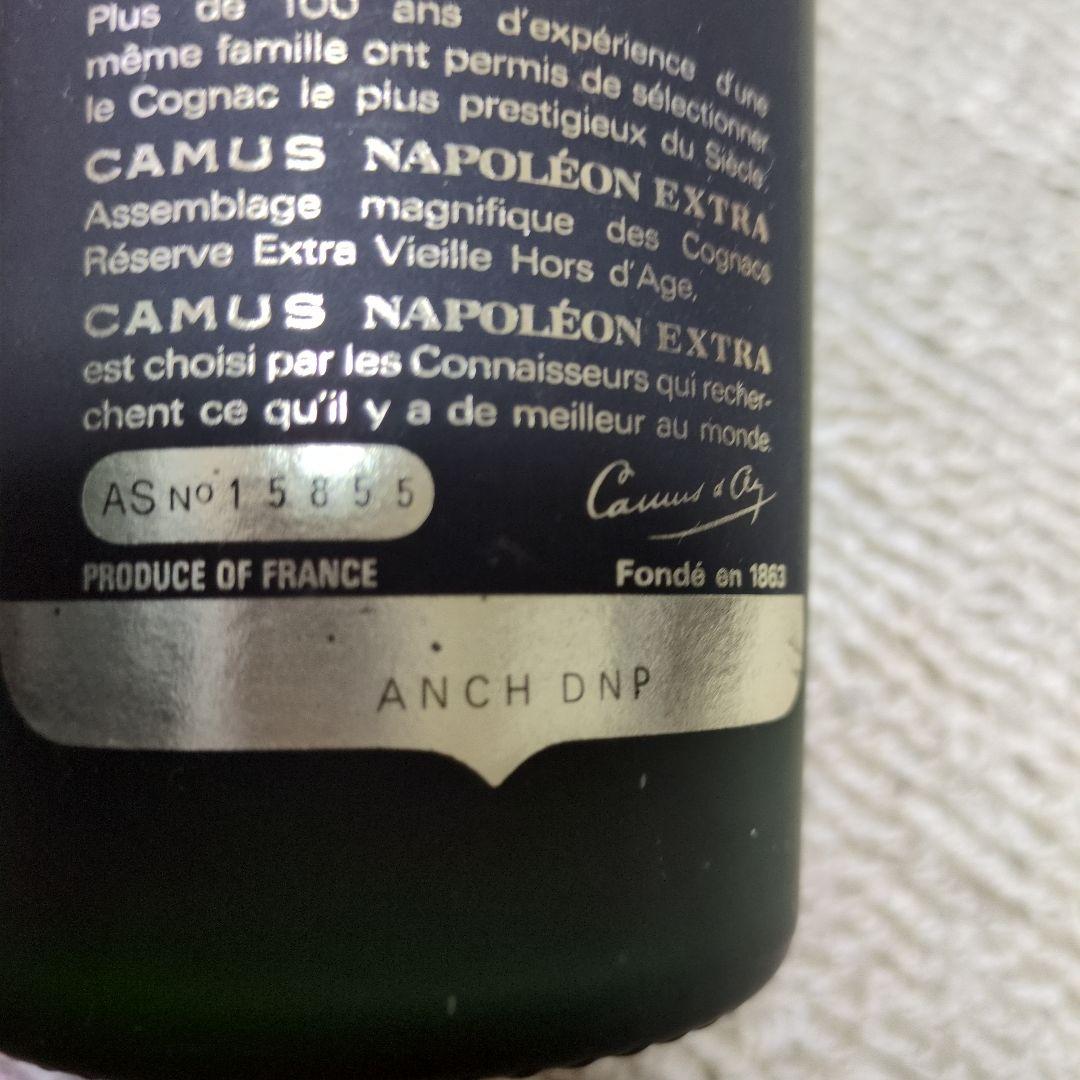 Plus de 100 ans d'expérience d'une
même famille ont permis de sélectionner
le Cognac le plus prestigieux du Siècle.
CAMUS NAPOLÉON EXTRA
Assemblage magnifique des Cognacs
Réserve Extra Vieille Hors d'Age,
CAMUS NAPOLÉON EXTRA
est choisi par les Connaisseurs qui recher-
chent ce qu'il y a de meilleur au monde.
AS No 1 5 8 5 5
Camus & Cie
PRODUCE OF FRANCE
Fondé en 1863
ANCH DNP